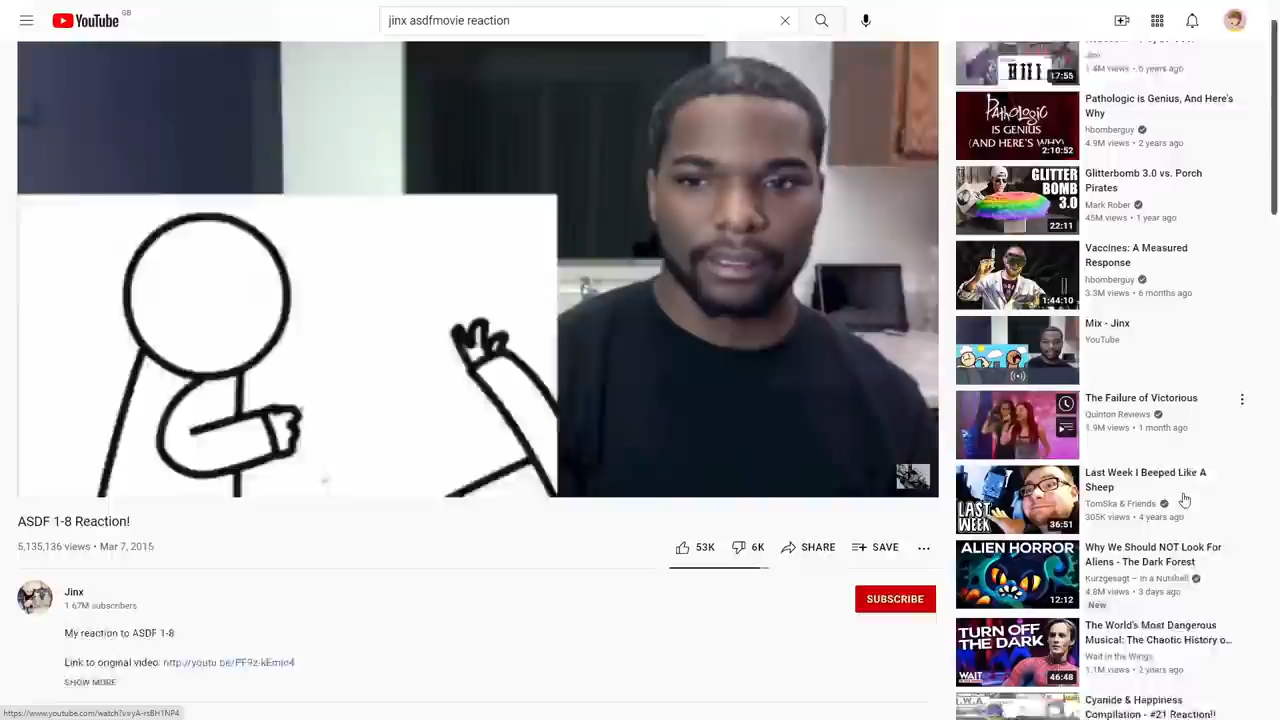 YouTube GB
jinx asdfmovie reaction
17:55
1.4M views • 6 years ago
PATHOLOGIC
IS GENIUS
(AND HERE'S WHY)
2:10:52
Pathologic is Genius, And Here's
Why
hbomberguy
4.9M views • 2 years ago
GLITTER
BOMB
3.0
22:11
Glitterbomb 3.0 vs. Porch
Pirates
Mark Rober
45M views • 1 year ago
1:44:10
Vaccines: A Measured
Response
hbomberguy
3.3M views • 6 months ago
Mix - Jinx
YouTube
The Failure of Victorious
Quinton Reviews
1.9M views • 1 month ago
LAST
WEEK
36:51
Last Week I Beeped Like A
Sheep
TomSka & Friends
305K views • 4 years ago
ALIEN HORROR
12:12
Why We Should NOT Look For
Aliens - The Dark Forest
Kurzgesagt – In a Nutshell
4.8M views • 3 days ago
New
TURN OFF
THE DARK
WAIT
46:48
The World's Most Dangerous
Musical: The Chaotic History o...
Wait in the Wings
1.1M views • 2 years ago
Cyanide & Happiness
Compilation - #21 Reaction!!
ASDF 1-8 Reaction!
5,135,136 views • Mar 7, 2015
53K 6K SHARE SAVE
Jinx
1.67M subscribers
SUBSCRIBE
My reaction to ASDF 1-8
Link to original video:
SHOW MORE